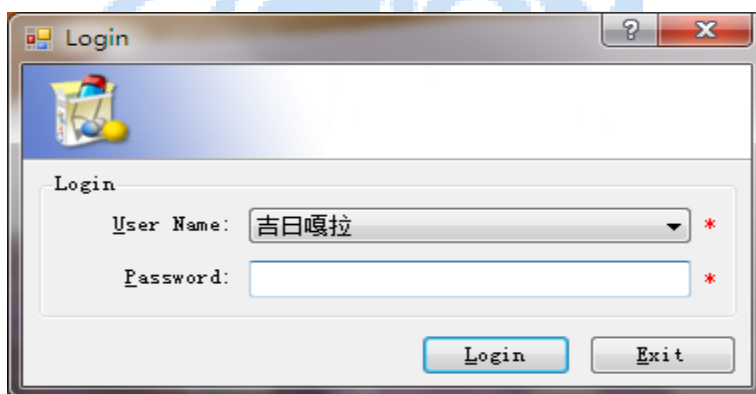 Login
?
Login
User Name: 吉日嘎拉 *
Password: *
Login Exit